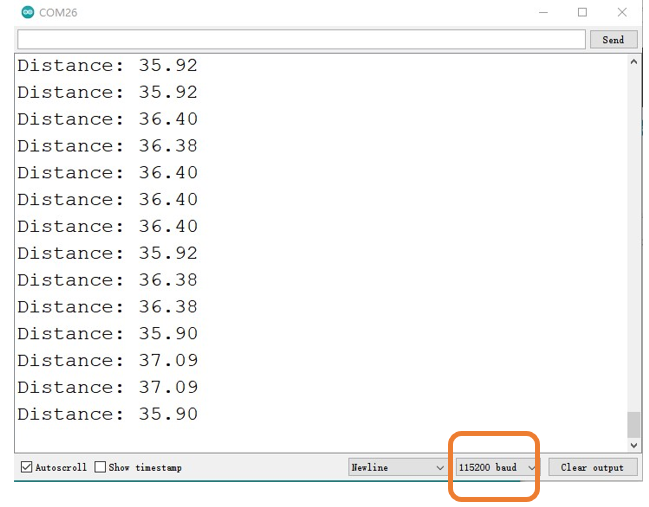 COM26
Send
Distance: 35.92
Distance: 35.92
Distance: 36.40
Distance: 36.38
Distance: 36.40
Distance: 36.40
Distance: 36.40
Distance: 35.92
Distance: 36.38
Distance: 36.38
Distance: 35.90
Distance: 37.09
Distance: 37.09
Distance: 35.90
Autoscroll Show timestamp Newline 115200 baud Clear output